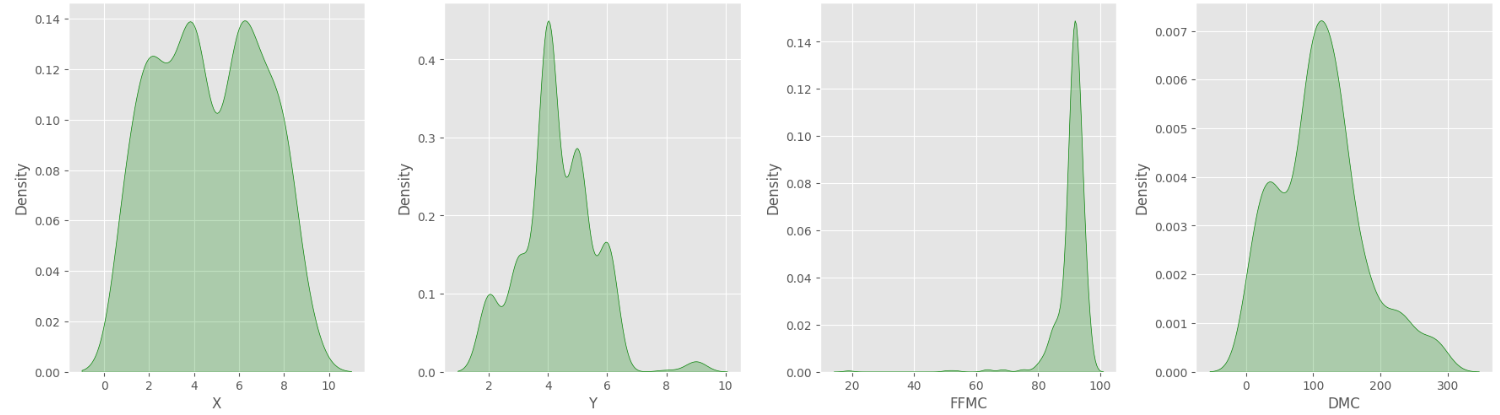 Density
0.14
0.12
0.10
0.08
0.06
0.04
0.02
0.00
0 2 4 6 8 10
X
Density
0.4
0.3
0.2
0.1
0.0
2 4 6 8 10
Y
Density
0.14
0.12
0.10
0.08
0.06
0.04
0.02
0.00
20 40 60 80 100
FFMC
Density
0.007
0.006
0.005
0.004
0.003
0.002
0.001
0.000
0 100 200 300
DMC